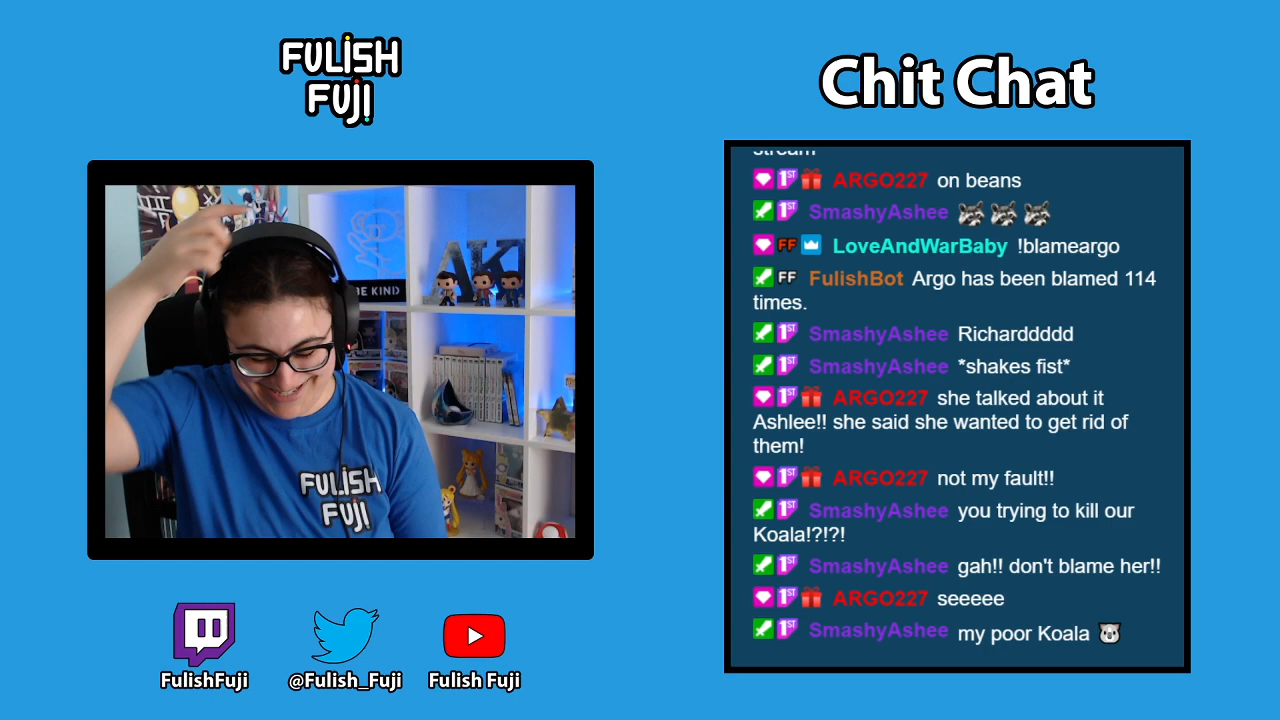 FULISH
FUJI
Chit Chat
stream
ARGO227 on beans
SmashyAshee
LoveAndWarBaby !blameargo
FulishBot Argo has been blamed 114
times.
SmashyAshee Richarddddd
SmashyAshee *shakes fist*
ARGO227 she talked about it
Ashlee!! she said she wanted to get rid of
them!
ARGO227 not my fault!!
SmashyAshee you trying to kill our
Koala!?!?!
SmashyAshee gah!! don't blame her!!
ARGO227 seeeee
SmashyAshee my poor Koala
AKF
BE KIND
FULISH
FUJI
FulishFuji
@Fulish_Fuji
Fulish Fuji